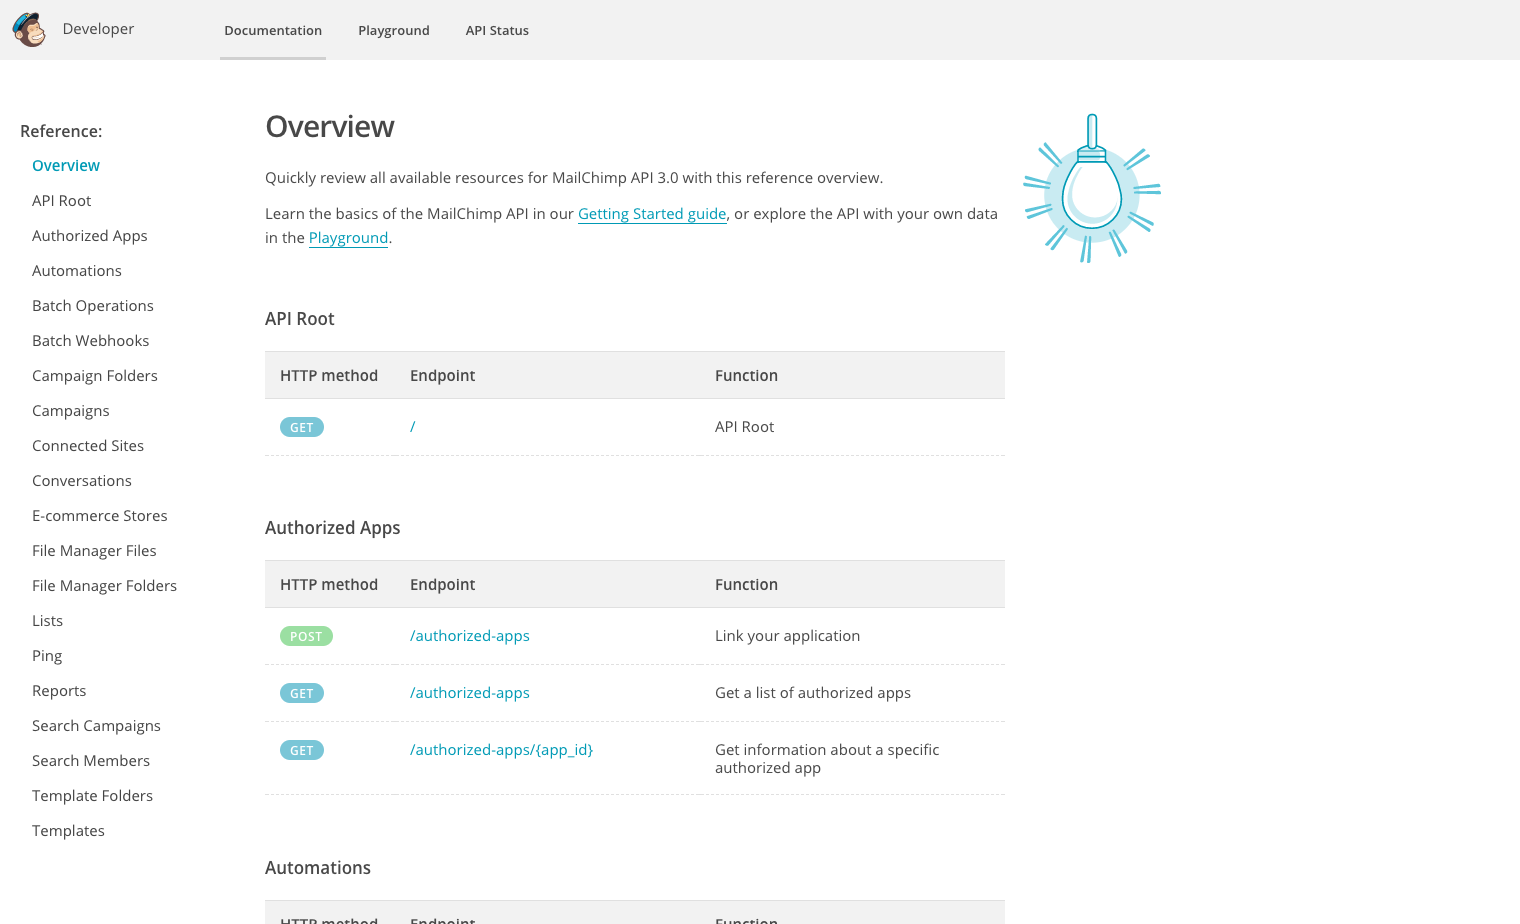 Developer
Documentation
Playground
API Status
Reference:
Overview
API Root
Authorized Apps
Automations
Batch Operations
Batch Webhooks
Campaign Folders
Campaigns
Connected Sites
Conversations
E-commerce Stores
File Manager Files
File Manager Folders
Lists
Ping
Reports
Search Campaigns
Search Members
Template Folders
Templates
Overview
Quickly review all available resources for MailChimp API 3.0 with this reference overview.
Learn the basics of the MailChimp API in our Getting Started guide, or explore the API with your own data
in the Playground.
API Root
HTTP method Endpoint Function
GET / API Root
Authorized Apps
HTTP method Endpoint Function
POST /authorized-apps Link your application
GET /authorized-apps Get a list of authorized apps
GET /authorized-apps/{app_id} Get information about a specific
authorized app
Automations
HTTP method Endpoint Function